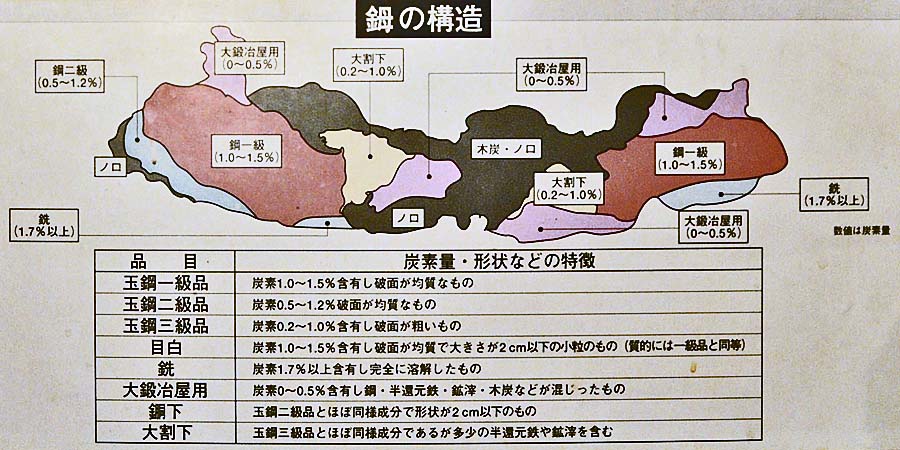 鉧の構造
大鍛冶屋用
(0〜0.5%)
大割下
(0.2〜1.0%)
大鍛冶屋用
(0〜0.5%)
鋼二級
(0.5〜1.2%)
鋼一級
(1.0〜1.5%)
木炭・ノロ
鋼一級
(1.0〜1.5%)
ノロ
大割下
(0.2〜1.0%)
銑
(1.7%以上)
銑
(1.7%以上)
ノロ
大鍛冶屋用
(0〜0.5%)
数値は炭素量
品 目 炭素量・形状などの特徴
玉鋼一級品 炭素1.0〜1.5%含有し破面が均質なもの
玉鋼二級品 炭素0.5〜1.2%破面が均質なもの
玉鋼三級品 炭素0.2〜1.0%含有し破面が粗いもの
目白 炭素1.0〜1.5%含有し破面が均質で大きさが2cm以下の小粒のもの(質的には一級品と同等)
銑 炭素1.7%以上含有し完全に溶解したもの
大鍛冶屋用 炭素0〜0.5%含有し鋼・半還元鉄・鉱滓・木炭などが混じったもの
銅下 玉鋼二級品とほぼ同様成分で形状が2cm以下のもの
大割下 玉鋼三級品とほぼ同様成分であるが多少の半還元鉄や鉱滓を含む